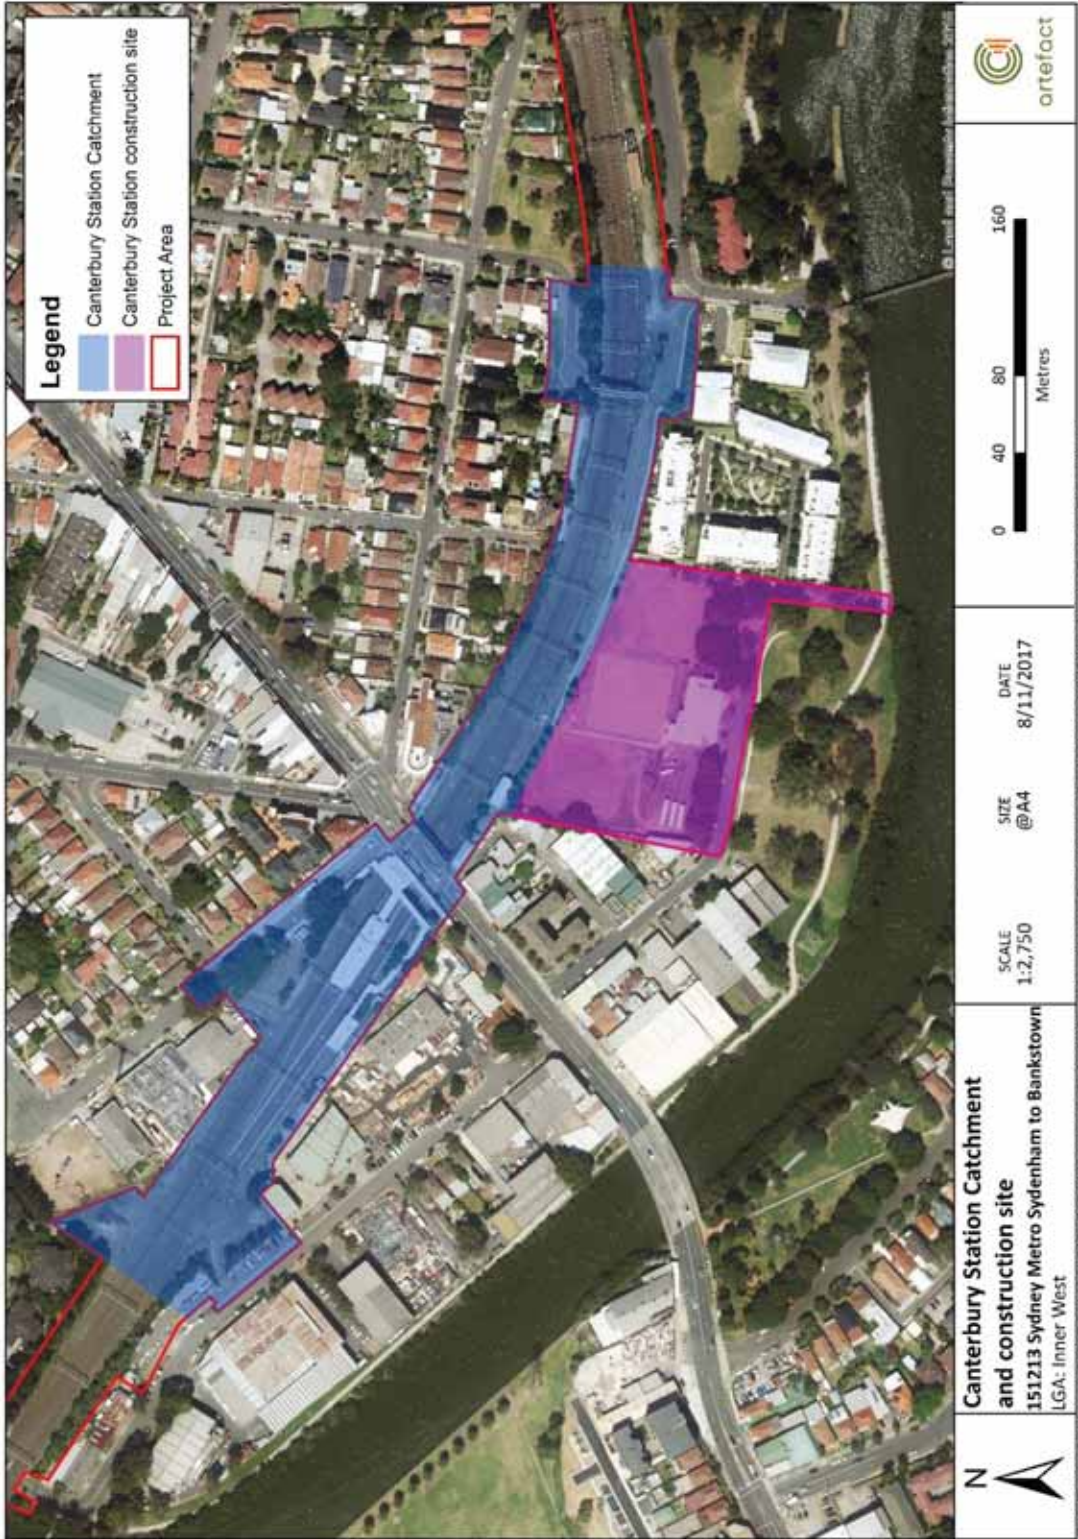 Legend
Canterbury Station Catchment
Canterbury Station construction site
Project Area
Canterbury Station Catchment
and construction site
151213 Sydney Metro Sydenham to Bankstown
LGA: Inner West
N
SCALE
1:2,750
SIZE
@A4
DATE
8/11/2017
0 40 80 160
Metres
artefact